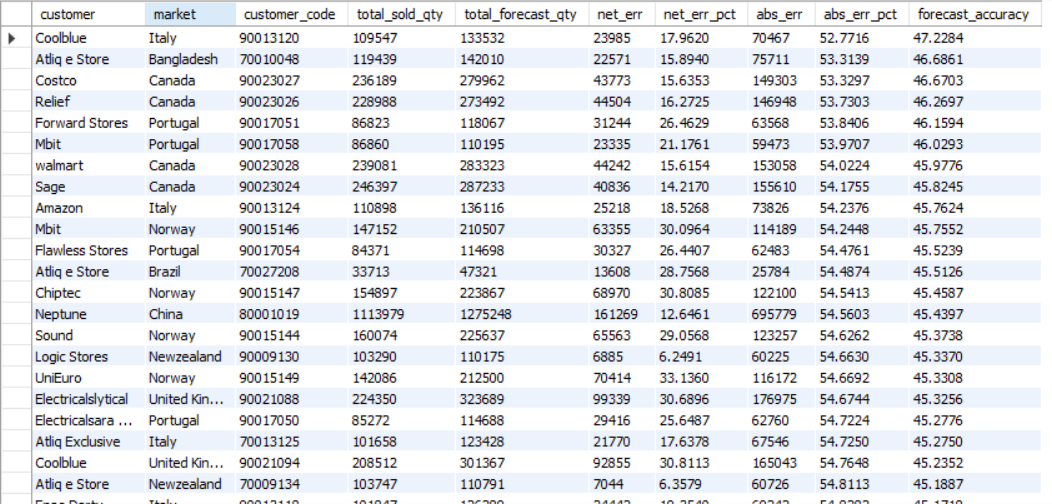 customer market customer_code total_sold_qty total_forecast_qty net_err net_err_pct abs_err abs_err_pct forecast_accuracy
Coolblue Italy 90013120 109547 133532 23985 17.9620 70467 52.7716 47.2284
Atliq e Store Bangladesh 70010048 119439 142010 22571 15.8940 75711 53.3139 46.6861
Costco Canada 90023027 236189 279962 43773 15.6353 149303 53.3297 46.6703
Relief Canada 90023026 228988 273492 44504 16.2725 146948 53.7303 46.2697
Forward Stores Portugal 90017051 86823 118067 31244 26.4629 63568 53.8406 46.1594
Mbit Portugal 90017058 86860 110195 23335 21.1761 59473 53.9707 46.0293
walmart Canada 90023028 239081 283323 44242 15.6154 153058 54.0224 45.9776
Sage Canada 90023024 246397 287233 40836 14.2170 155610 54.1755 45.8245
Amazon Italy 90013124 110898 136116 25218 18.5268 73826 54.2376 45.7624
Mbit Norway 90015146 147152 210507 63355 30.0964 114189 54.2448 45.7552
Flawless Stores Portugal 90017054 84371 114698 30327 26.4407 62483 54.4761 45.5239
Atliq e Store Brazil 70027208 33713 47321 13608 28.7568 25784 54.4874 45.5126
Chiptec Norway 90015147 154897 223867 68970 30.8085 122100 54.5413 45.4587
Neptune China 80001019 1113979 1275248 161269 12.6461 695779 54.5603 45.4397
Sound Norway 90015144 160074 225637 65563 29.0568 123257 54.6262 45.3738
Logic Stores Newzealand 90009130 103290 110175 6885 6.2491 60225 54.6630 45.3370
UniEuro Norway 90015149 142086 212500 70414 33.1360 116172 54.6692 45.3308
Electricalslytical United Kin... 90021088 224350 323689 99339 30.6896 176975 54.6744 45.3256
Electricalsara ... Portugal 90017050 85272 114688 29416 25.6487 62760 54.7224 45.2776
Atliq Exclusive Italy 70013125 101658 123428 21770 17.6378 67546 54.7250 45.2750
Coolblue United Kin... 90021094 208512 301367 92855 30.8113 165043 54.7648 45.2352
Atliq e Store Newzealand 70009134 103747 110791 7044 6.3579 60726 54.8113 45.1887